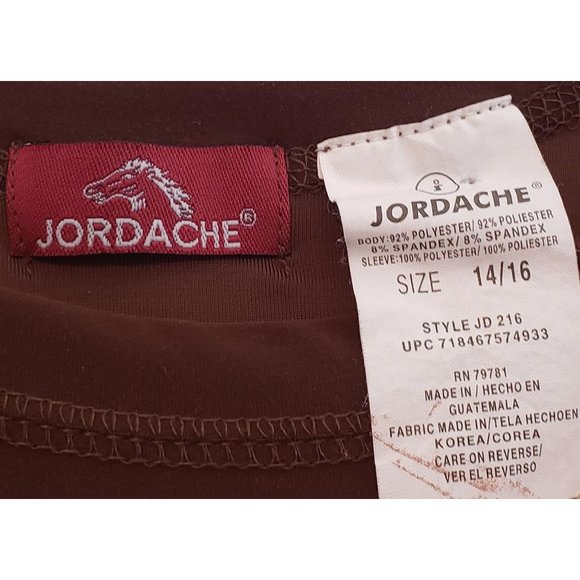 JORDACHE®
JORDACHE®
BODY:92% POLYESTER/ 92% POLIESTER
8% SPANDEX/ 8% SPANDEX
SLEEVE:100% POLYESTER/ 100% POLIESTER
SIZE 14/16
STYLE JD 216
UPC 718467574933
RN 79781
MADE IN / HECHO EN
GUATEMALA
FABRIC MADE IN/TELA HECHOEN
KOREA/COREA
CARE ON REVERSE/
VER EL REVERSO